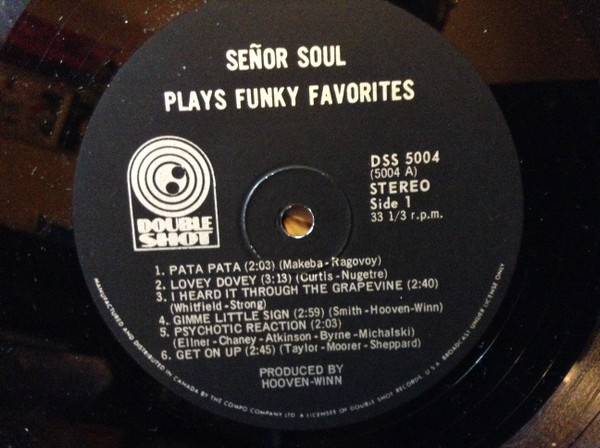 SEÑOR SOUL
PLAYS FUNKY FAVORITES
DOUBLE
SHOT
DSS 5004
(5004 A)
STEREO
Side 1
33 1/3 r.p.m.
1. PATA PATA (2:03) (Makeba-Ragovoy)
2. LOVEY DOVEY (3:13) (Curtis-Nugetre)
3. I HEARD IT THROUGH THE GRAPEVINE (2:40)
(Whitfield-Strong)
4. GIMME LITTLE SIGN (2:59) (Smith-Hooven-Winn)
5. PSYCHOTIC REACTION (2:03)
(Ellner-Chaney-Atkinson-Byrne-Michalski)
6. GET ON UP (2:45) (Taylor-Moorer-Sheppard)
PRODUCED BY
HOOVEN-WINN
MANUFACTURED AND DISTRIBUTED IN CANADA BY THE COMPO COMPANY LTD. A LICENSEE OF DOUBLE SHOT RECORDS, U.S.A. BROADCAST UNDER LICENSE ONLY